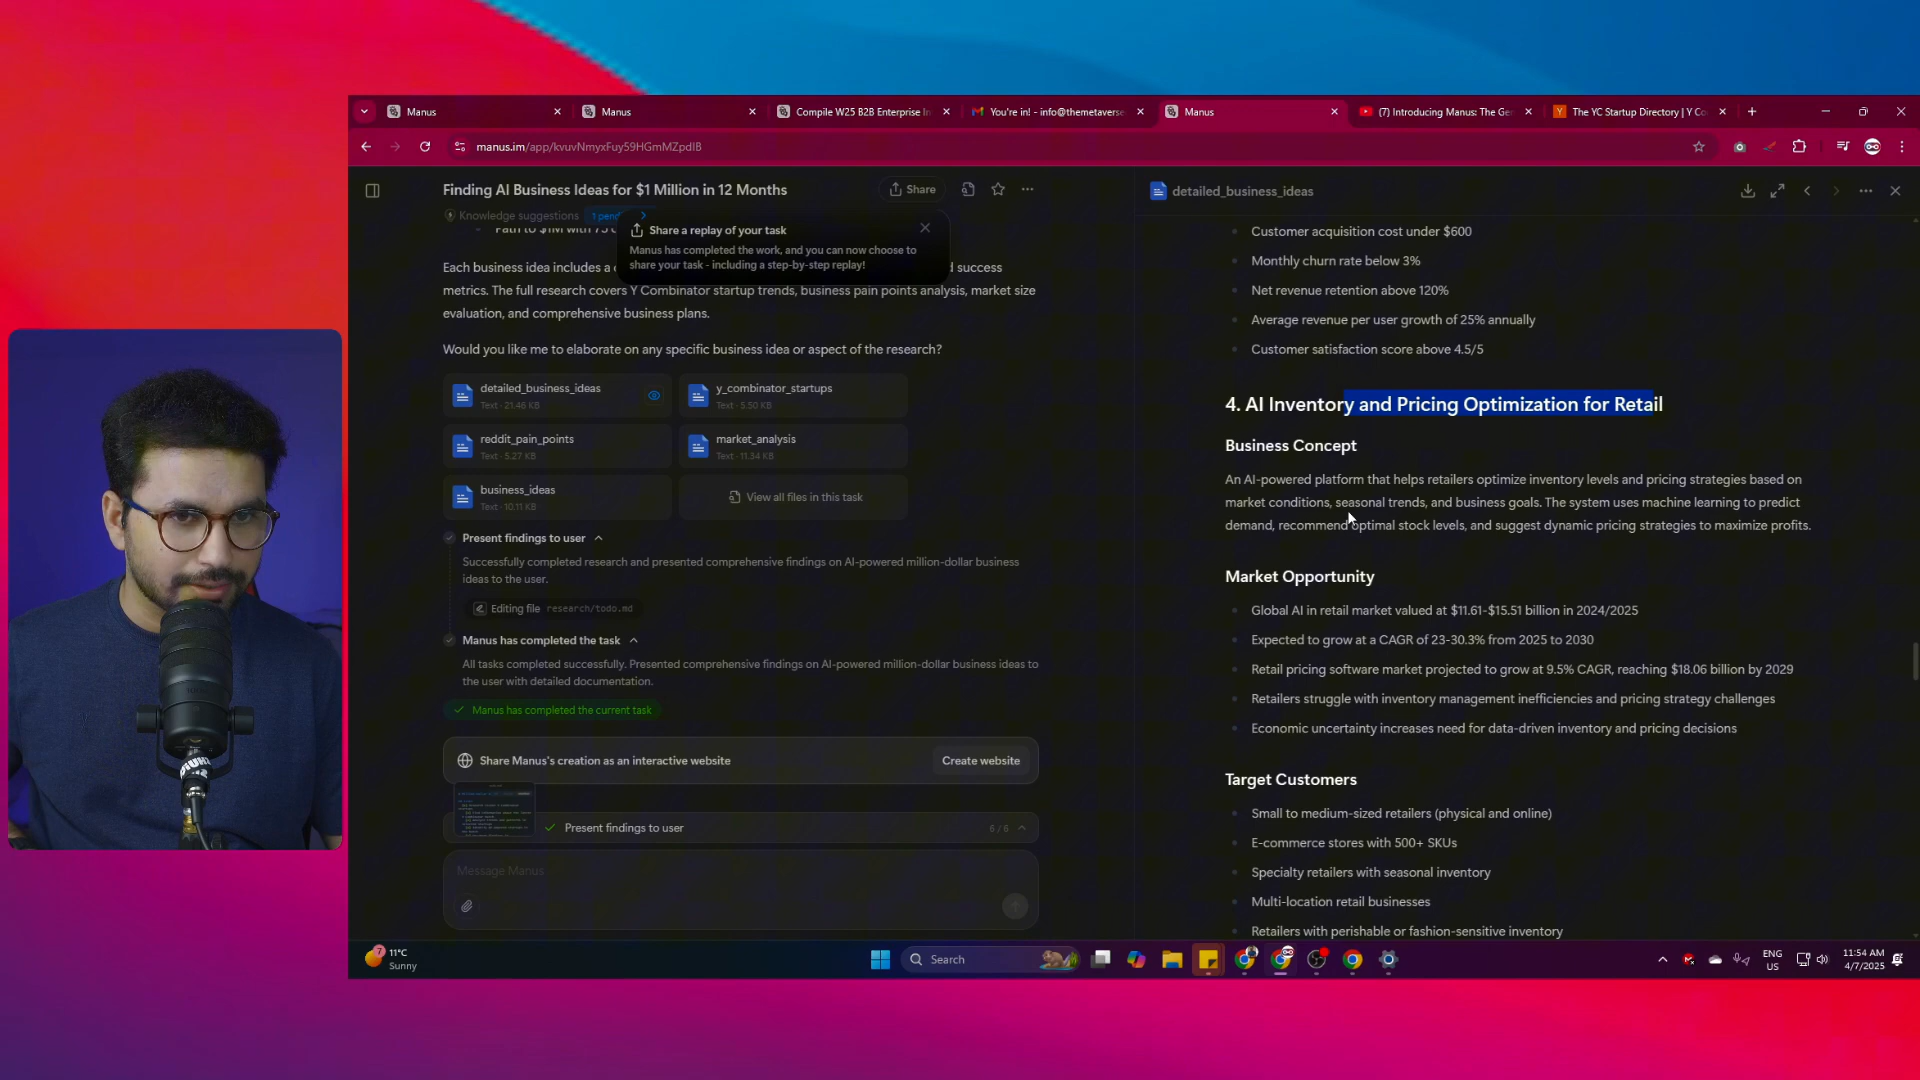 Manus
Manus
Compile W25 B2B Enterprise In
You're in! - info@themetaverse
Manus
(7) Introducing Manus: The Ger
The YC Startup Directory | Y Co
manus.im/app/kvuvNmyxFuy59HGmMZpdIB
Finding AI Business Ideas for $1 Million in 12 Months
Share
Knowledge suggestions
1 pend
Share a replay of your task
Manus has completed the work, and you can now choose to
share your task - including a step-by-step replay!
Each business idea includes a
d success
metrics. The full research covers Y Combinator startup trends, business pain points analysis, market size
evaluation, and comprehensive business plans.
Would you like me to elaborate on any specific business idea or aspect of the research?
detailed_business_ideas
Text · 21.46 KB
y_combinator_startups
Text · 5.50 KB
reddit_pain_points
Text · 5.27 KB
market_analysis
Text · 11.34 KB
business_ideas
Text · 10.11 KB
View all files in this task
Present findings to user
Successfully completed research and presented comprehensive findings on AI-powered million-dollar business
ideas to the user.
Editing file research/todo.md
Manus has completed the task
All tasks completed successfully. Presented comprehensive findings on AI-powered million-dollar business ideas to
the user with detailed documentation.
Manus has completed the current task
Share Manus's creation as an interactive website
Create website
Present findings to user
6 / 6
Message Manus
detailed_business_ideas
Customer acquisition cost under $600
Monthly churn rate below 3%
Net revenue retention above 120%
Average revenue per user growth of 25% annually
Customer satisfaction score above 4.5/5
4. AI Inventory and Pricing Optimization for Retail
Business Concept
An AI-powered platform that helps retailers optimize inventory levels and pricing strategies based on
market conditions, seasonal trends, and business goals. The system uses machine learning to predict
demand, recommend optimal stock levels, and suggest dynamic pricing strategies to maximize profits.
Market Opportunity
Global AI in retail market valued at $11.61-$15.51 billion in 2024/2025
Expected to grow at a CAGR of 23-30.3% from 2025 to 2030
Retail pricing software market projected to grow at 9.5% CAGR, reaching $18.06 billion by 2029
Retailers struggle with inventory management inefficiencies and pricing strategy challenges
Economic uncertainty increases need for data-driven inventory and pricing decisions
Target Customers
Small to medium-sized retailers (physical and online)
E-commerce stores with 500+ SKUs
Specialty retailers with seasonal inventory
Multi-location retail businesses
Retailers with perishable or fashion-sensitive inventory
7
11°C
Sunny
Search
ENG
US
11:54 AM
4/7/2025